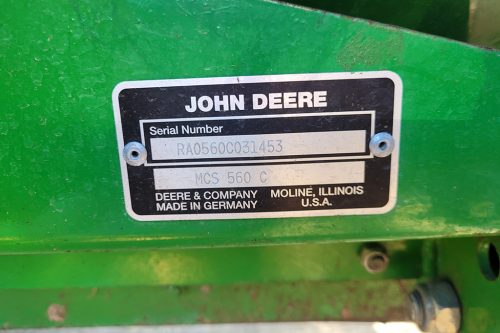 JOHN DEERE
Serial Number
RA0560C031453
MCS 560 C
DEERE & COMPANY MOLINE, ILLINOIS
MADE IN GERMANY U.S.A.